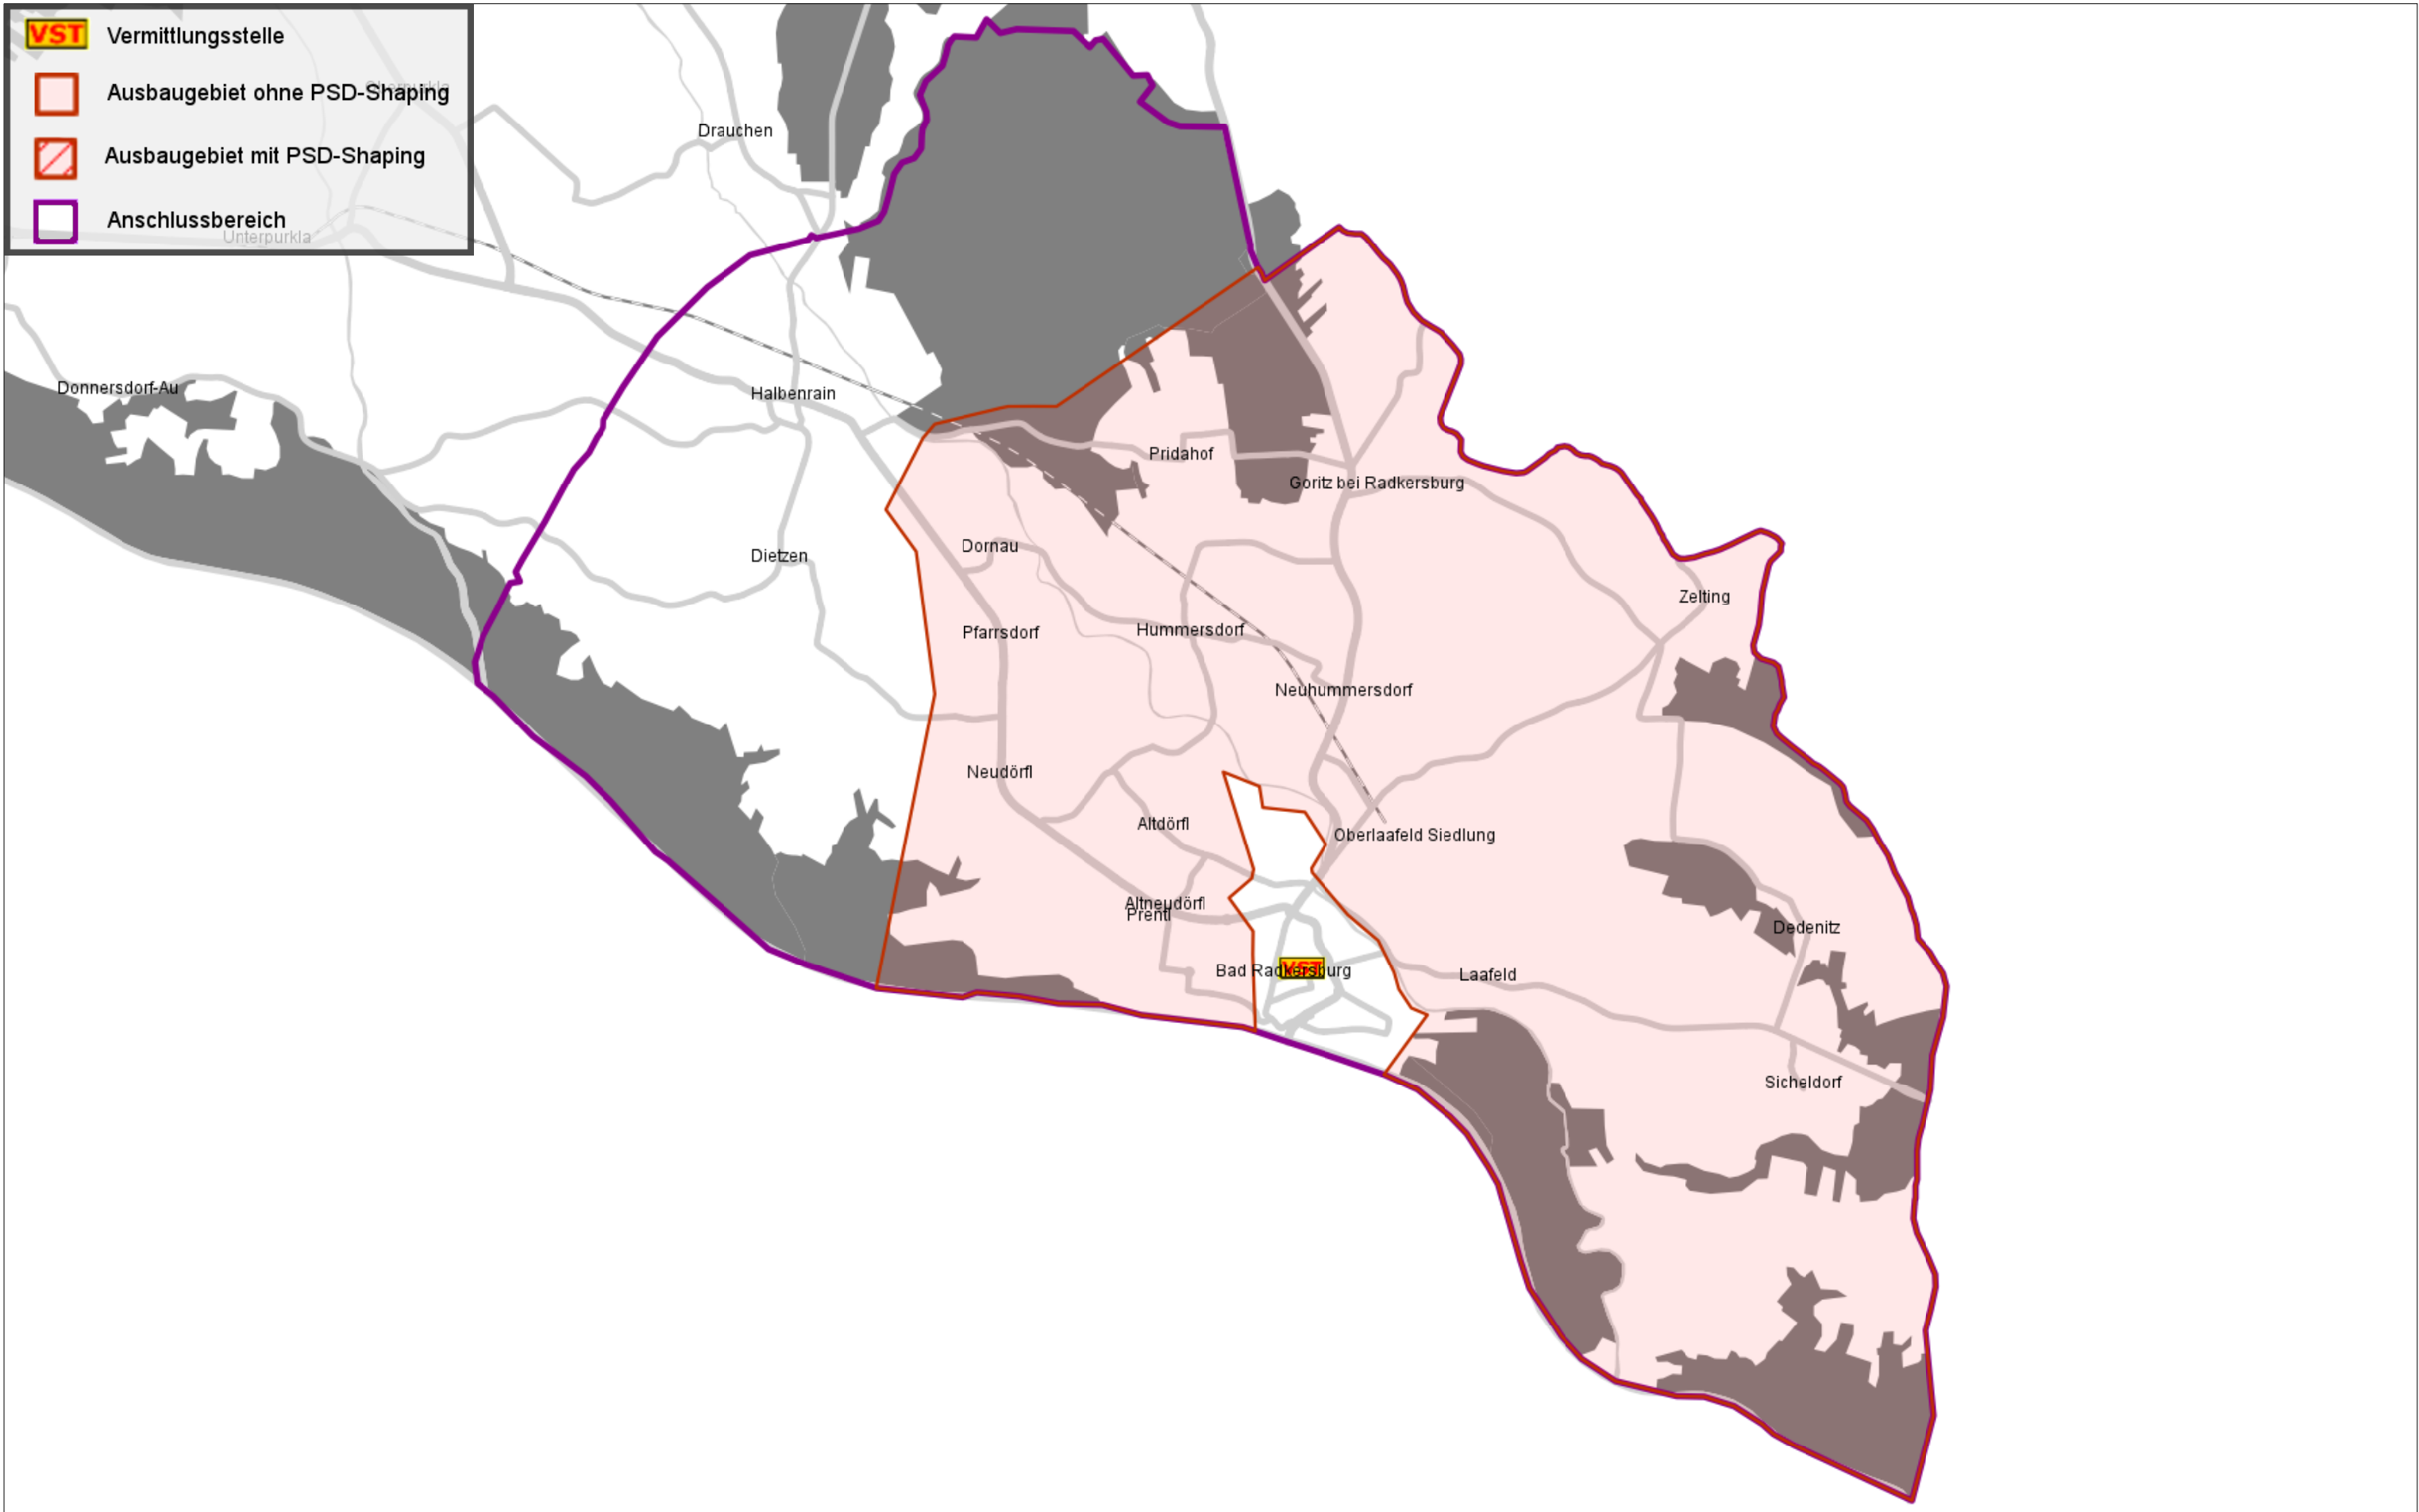 VST Vermittlungsstelle
Ausbaugebiet ohne PSD-Shaping
Ausbaugebiet mit PSD-Shaping
Anschlussbereich
Unterpurkla
Drauchen
Donnersdorf-Au
Halbenrain
Pridahof
Goritz bei Radkersburg
Dornau
Dietzen
Zelting
Pfarrsdorf
Hummersdorf
Neuhummersdorf
Neudörfl
Altdörfl
Oberlaafeld Siedlung
Altneudörfl
Prentl
Dedenitz
Bad Radkersburg
VST
Laafeld
Sicheldorf